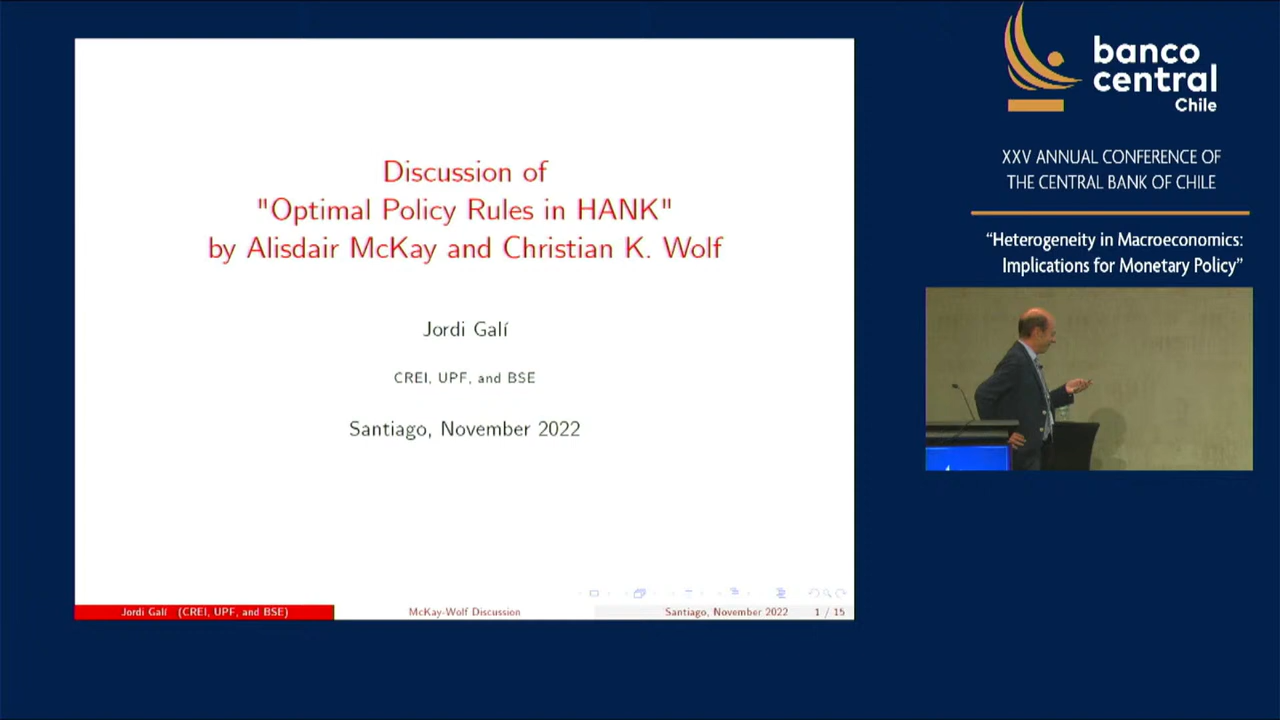 Discussion of
"Optimal Policy Rules in HANK"
by Alisdair McKay and Christian K. Wolf
Jordi Galí
CREI, UPF, and BSE
Santiago, November 2022
Jordi Galí (CREI, UPF, and BSE)
McKay-Wolf Discussion
Santiago, November 2022
1 / 15
banco
central
Chile
XXV ANNUAL CONFERENCE OF
THE CENTRAL BANK OF CHILE
“Heterogeneity in Macroeconomics:
Implications for Monetary Policy”